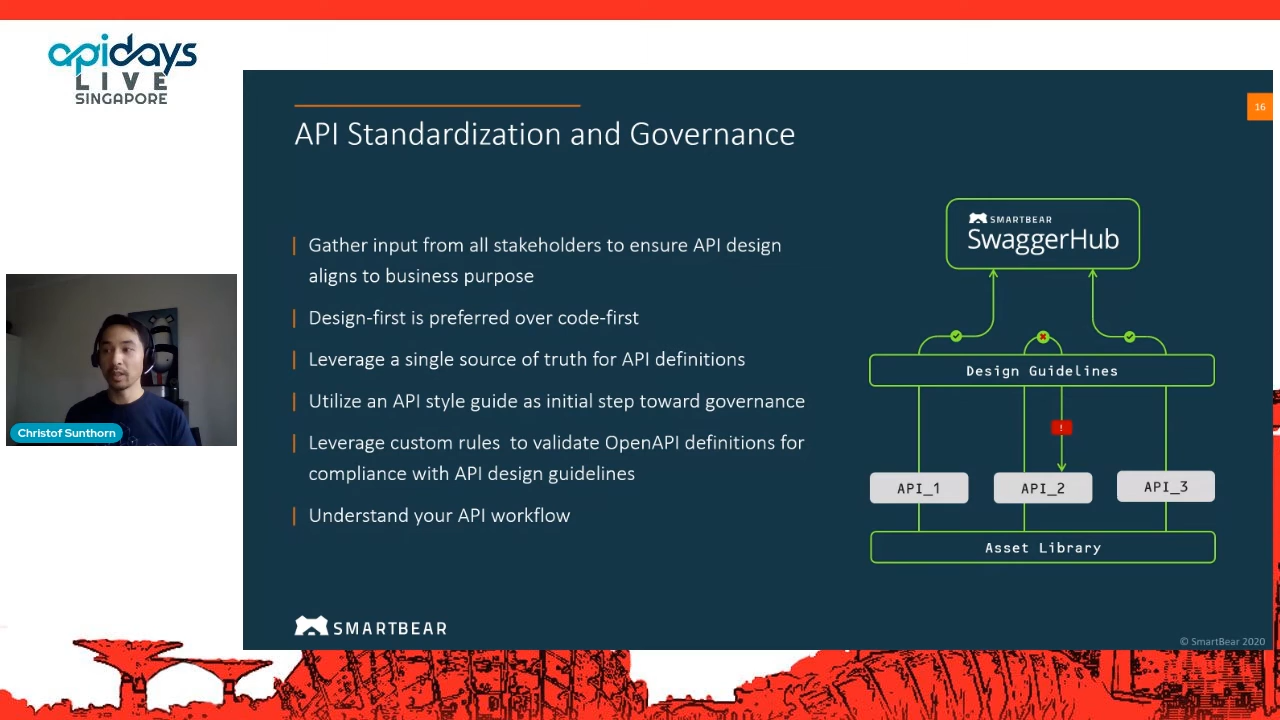 apidays
LIVE
SINGAPORE
16
API Standardization and Governance
Gather input from all stakeholders to ensure API design
aligns to business purpose
Design-first is preferred over code-first
Leverage a single source of truth for API definitions
Utilize an API style guide as initial step toward governance
Leverage custom rules to validate OpenAPI definitions for
compliance with API design guidelines
Understand your API workflow
SMARTBEAR
SwaggerHub
Design Guidelines
!
API_1
API_2
API_3
Asset Library
Christof Sunthorn
SMARTBEAR
© SmartBear 2020